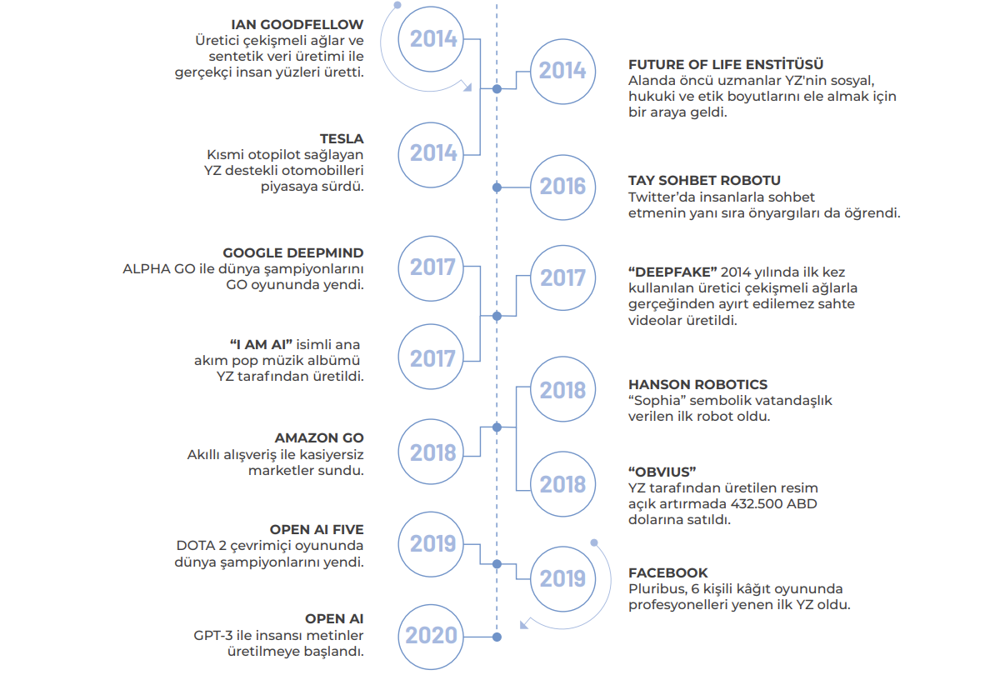 IAN GOODFELLOW
Üretici çekişmeli ağlar ve
sentetik veri üretimi ile
gerçekçi insan yüzleri üretti.
2014
2014
FUTURE OF LIFE ENSTİTÜSÜ
Alanda öncü uzmanlar YZ'nin sosyal,
hukuki ve etik boyutlarını ele almak için
bir araya geldi.
TESLA
Kısmi otopilot sağlayan
YZ destekli otomobilleri
piyasaya sürdü.
2014
2016
TAY SOHBET ROBOTU
Twitter’da insanlarla sohbet
etmenin yanı sıra önyargıları da öğrendi.
GOOGLE DEEPMIND
ALPHA GO ile dünya şampiyonlarını
GO oyununda yendi.
2017
2017
“DEEPFAKE” 2014 yılında ilk kez
kullanılan üretici çekişmeli ağlarla
gerçeğinden ayırt edilemez sahte
videolar üretildi.
“I AM AI” isimli ana
akım pop müzik albümü
YZ tarafından üretildi.
2017
2018
HANSON ROBOTICS
“Sophia” sembolik vatandaşlık
verilen ilk robot oldu.
AMAZON GO
Akıllı alışveriş ile kasiyersiz
marketler sundu.
2018
2018
“OBVIUS”
YZ tarafından üretilen resim
açık artırmada 432.500 ABD
dolarına satıldı.
OPEN AI FIVE
DOTA 2 çevrimiçi oyununda
dünya şampiyonlarını yendi.
2019
2019
FACEBOOK
Pluribus, 6 kişili kâğıt oyununda
profesyonelleri yenen ilk YZ oldu.
OPEN AI
GPT-3 ile insansı metinler
üretilmeye başlandı.
2020